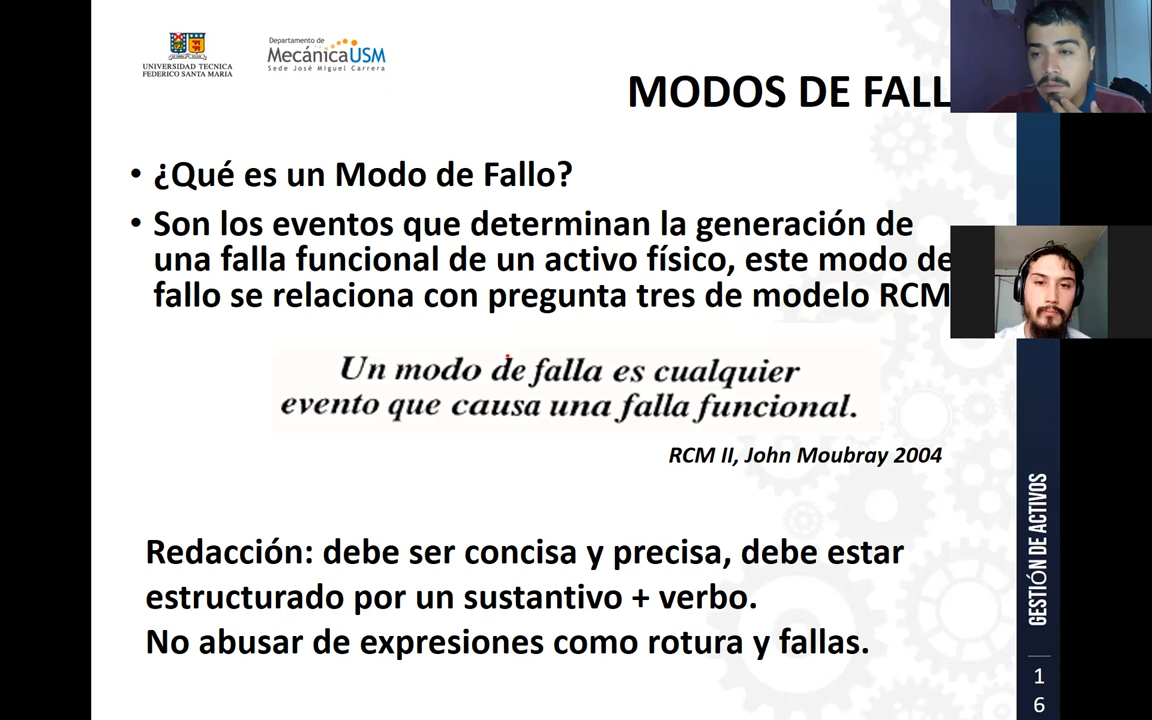 UNIVERSIDAD TECNICA
FEDERICO SANTA MARIA
Departamento de
MecánicaUSM
Sede José Miguel Carrera
MODOS DE FALL
• ¿Qué es un Modo de Fallo?
• Son los eventos que determinan la generación de
una falla funcional de un activo físico, este modo de
fallo se relaciona con pregunta tres de modelo RCM
Un modo de falla es cualquier
evento que causa una falla funcional.
RCM II, John Moubray 2004
Redacción: debe ser concisa y precisa, debe estar
estructurado por un sustantivo + verbo.
No abusar de expresiones como rotura y fallas.
GESTIÓN DE ACTIVOS
1
6